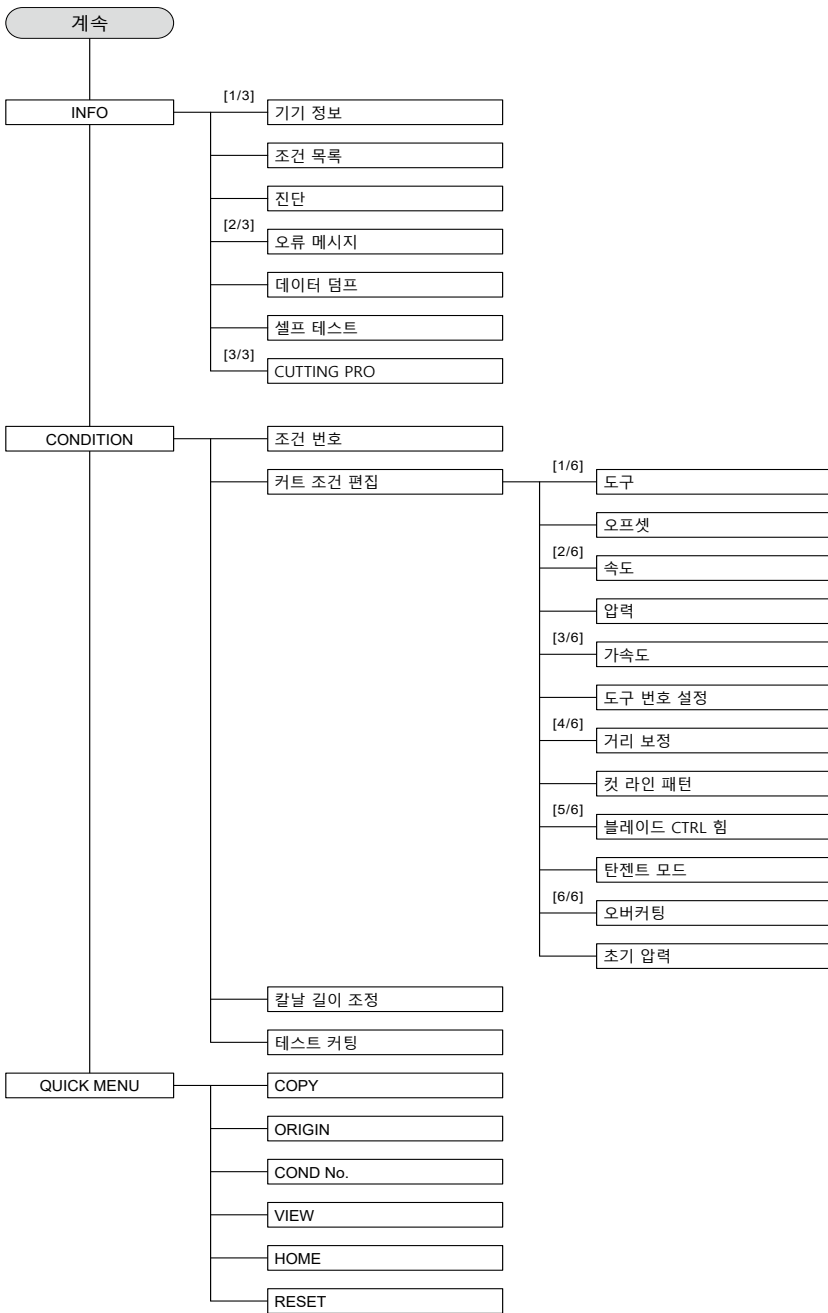 계속
INFO
[1/3]
기기 정보
조건 목록
진단
[2/3]
오류 메시지
데이터 덤프
셀프 테스트
[3/3]
CUTTING PRO
CONDITION
조건 번호
커트 조건 편집
[1/6]
도구
오프셋
[2/6]
속도
압력
[3/6]
가속도
도구 번호 설정
[4/6]
거리 보정
컷 라인 패턴
[5/6]
블레이드 CTRL 힘
탄젠트 모드
[6/6]
오버커팅
초기 압력
칼날 길이 조정
테스트 커팅
QUICK MENU
COPY
ORIGIN
COND No.
VIEW
HOME
RESET